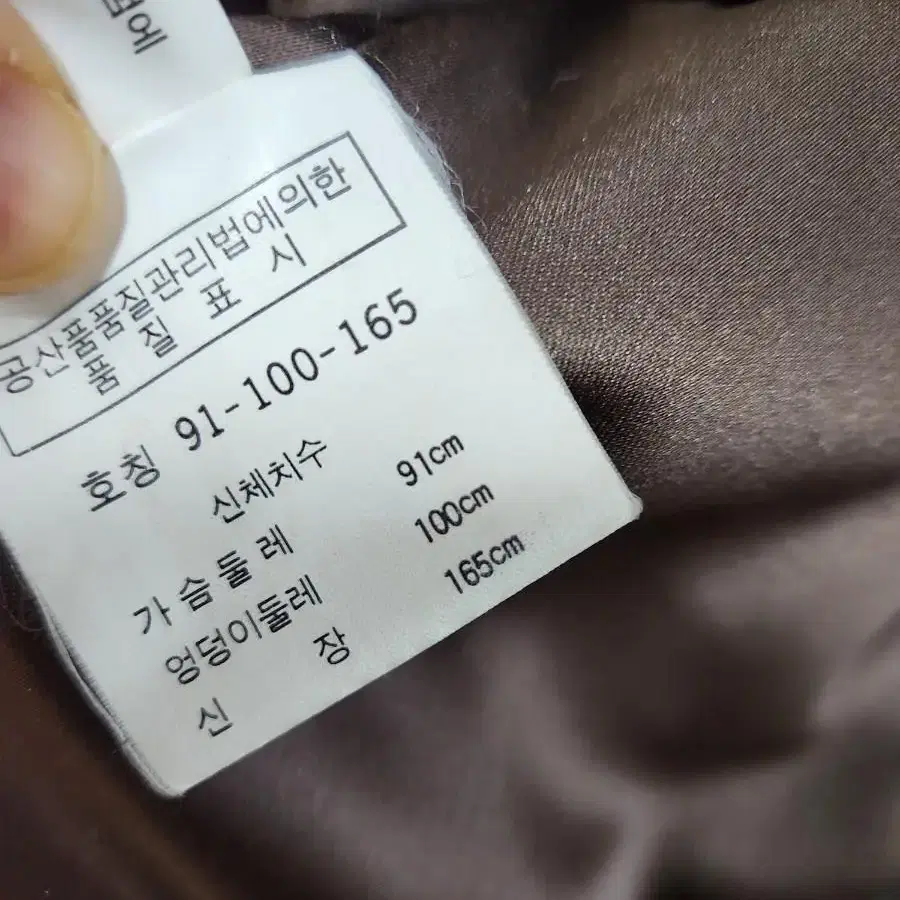 법에
공산품품질관리법에의한
품 질 표 시
호칭 91-100-165
신체치수
가슴둘레 91cm
엉덩이둘레 100cm
신 장 165cm